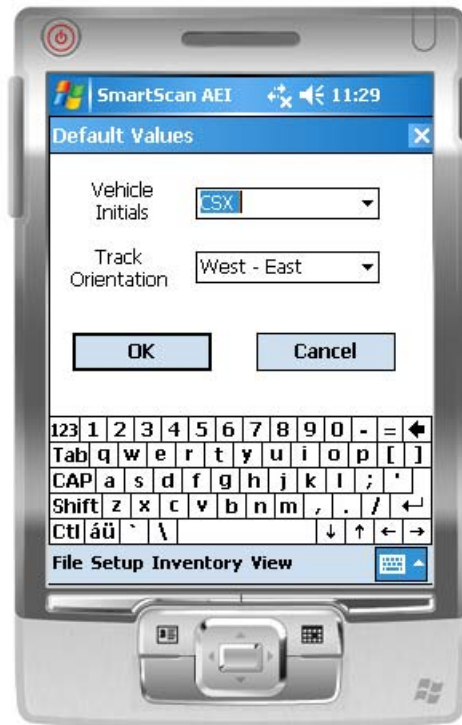 SmartScan AEI 11:29
Default Values
Vehicle
Initials
CSX
Track
Orientation
West - East
OK Cancel
123 1 2 3 4 5 6 7 8 9 0 - =
Tab q w e r t y u i o p [ ]
CAP a s d f g h j k l ; '
Shift z x c v b n m , . /
Ctl áü ` \
File Setup Inventory View